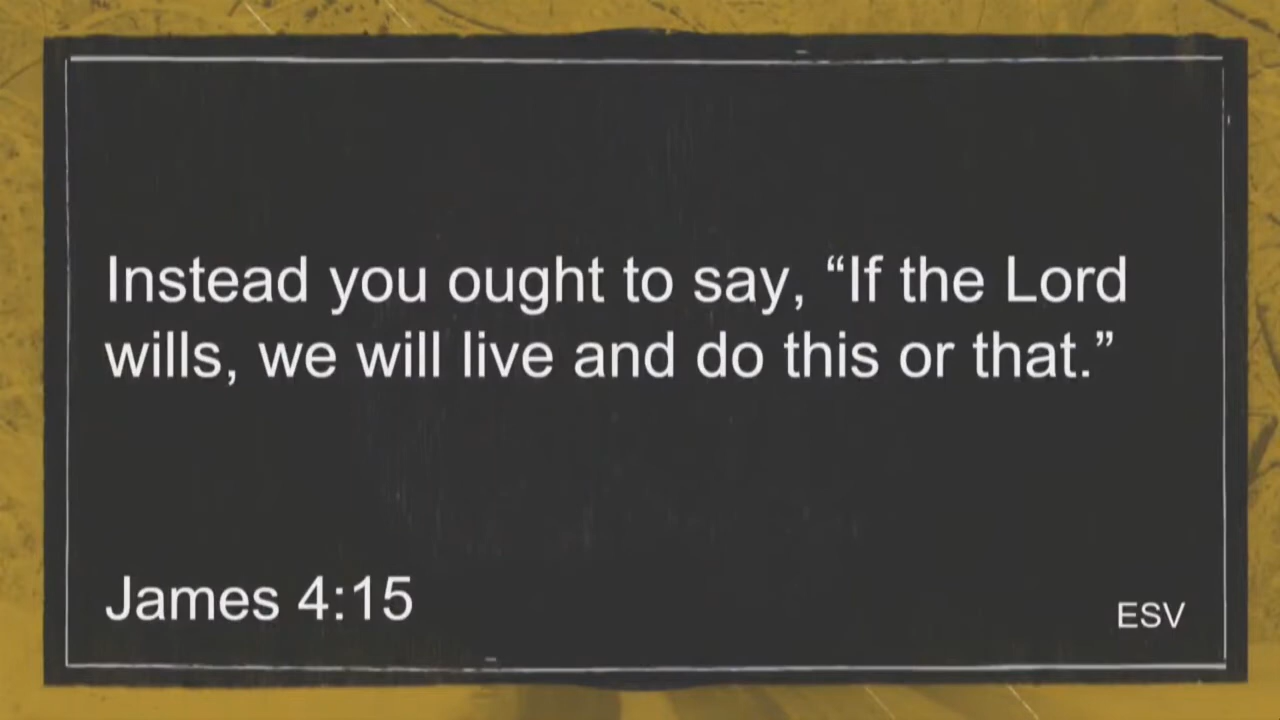 Instead you ought to say, “If the Lord
wills, we will live and do this or that.”
James 4:15
ESV